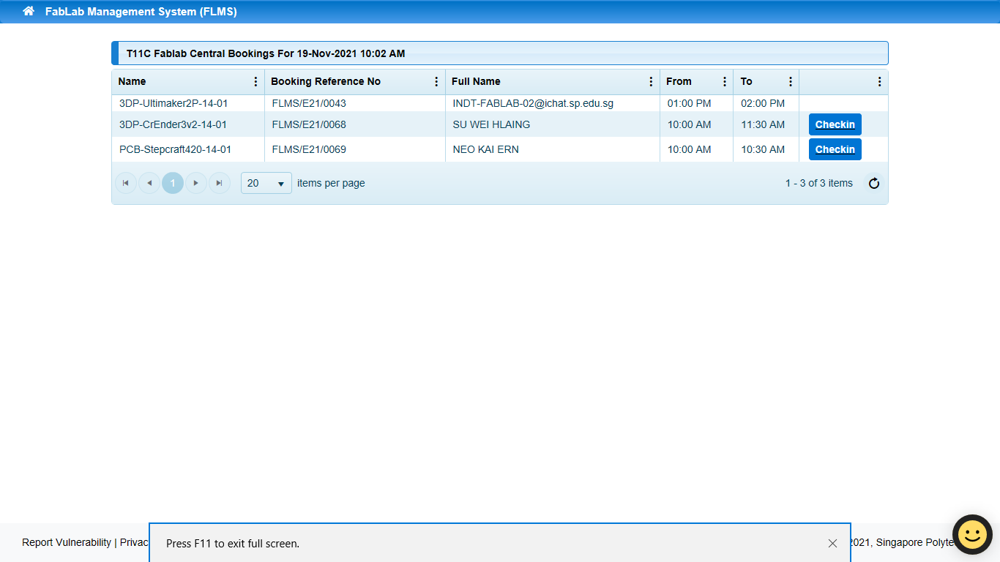 FabLab Management System (FLMS)
T11C Fablab Central Bookings For 19-Nov-2021 10:02 AM
Name Booking Reference No Full Name From To
3DP-Ultimaker2P-14-01 FLMS/E21/0043 INDT-FABLAB-02@ichat.sp.edu.sg 01:00 PM 02:00 PM
3DP-CrEnder3v2-14-01 FLMS/E21/0068 SU WEI HLAING 10:00 AM 11:30 AM Checkin
PCB-Stepcraft420-14-01 FLMS/E21/0069 NEO KAI ERN 10:00 AM 10:30 AM Checkin
1 20 items per page 1 - 3 of 3 items
Report Vulnerability | Privac 2021, Singapore Polyte
Press F11 to exit full screen.